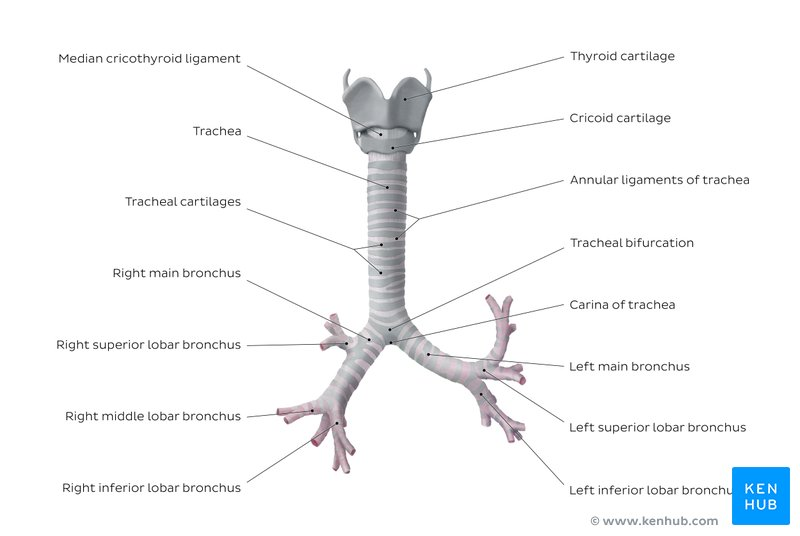 Median cricothyroid ligament
Thyroid cartilage
Cricoid cartilage
Trachea
Annular ligaments of trachea
Tracheal cartilages
Tracheal bifurcation
Right main bronchus
Carina of trachea
Right superior lobar bronchus
Left main bronchus
Right middle lobar bronchus
Left superior lobar bronchus
Right inferior lobar bronchus
Left inferior lobar bronchu
KEN
HUB
© www.kenhub.com